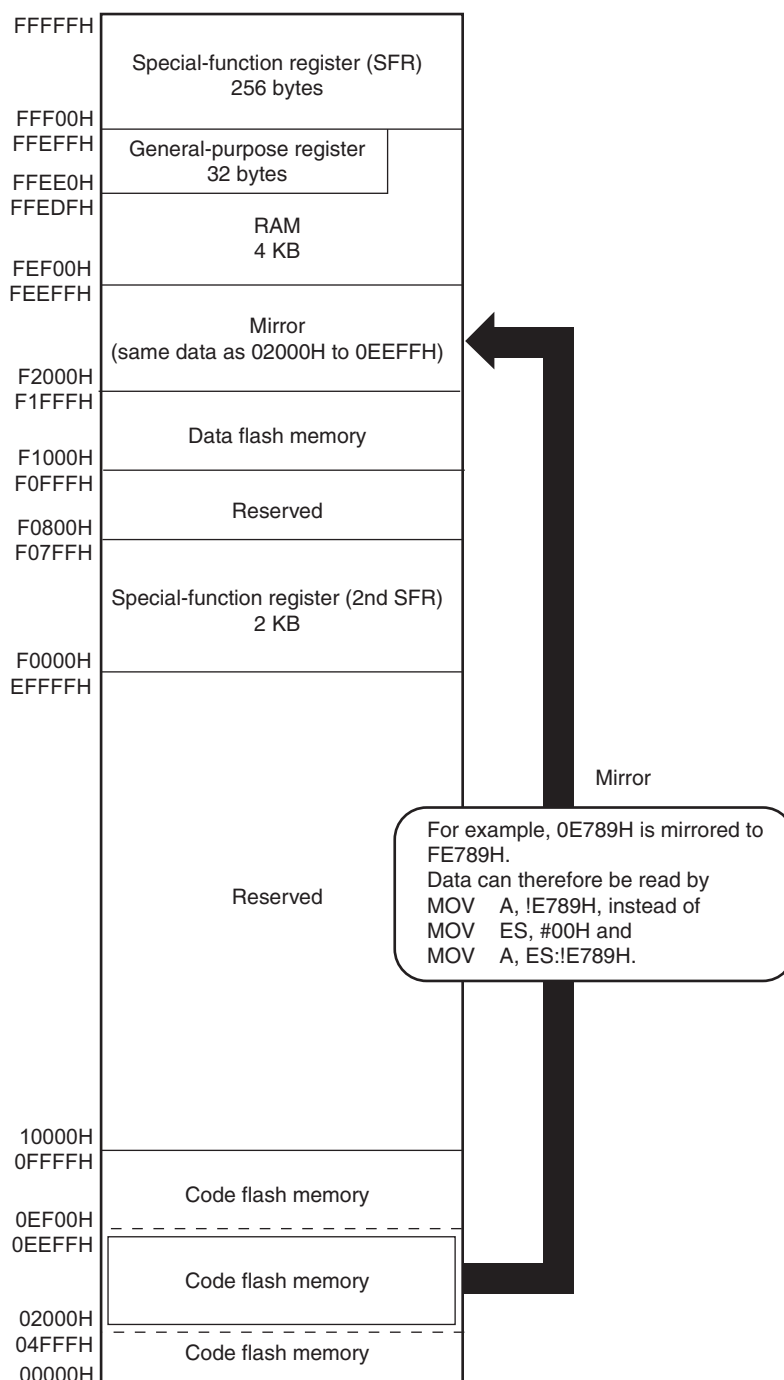 FFFFFH
Special-function register (SFR)
256 bytes
FFF00H
FFEFFH
General-purpose register
32 bytes
FFEE0H
FFEDFH
RAM
4 KB
FEF00H
FEEFFH
Mirror
(same data as 02000H to 0EEFFH)
F2000H
F1FFFH
Data flash memory
F1000H
F0FFFH
Reserved
F0800H
F07FFH
Special-function register (2nd SFR)
2 KB
F0000H
EFFFFH
Mirror
For example, 0E789H is mirrored to
FE789H.
Data can therefore be read by
MOV A, !E789H, instead of
MOV ES, #00H and
MOV A, ES:!E789H.
Reserved
10000H
0FFFFH
Code flash memory
0EF00H
0EEFFH
Code flash memory
02000H
04FFFH
Code flash memory
00000H